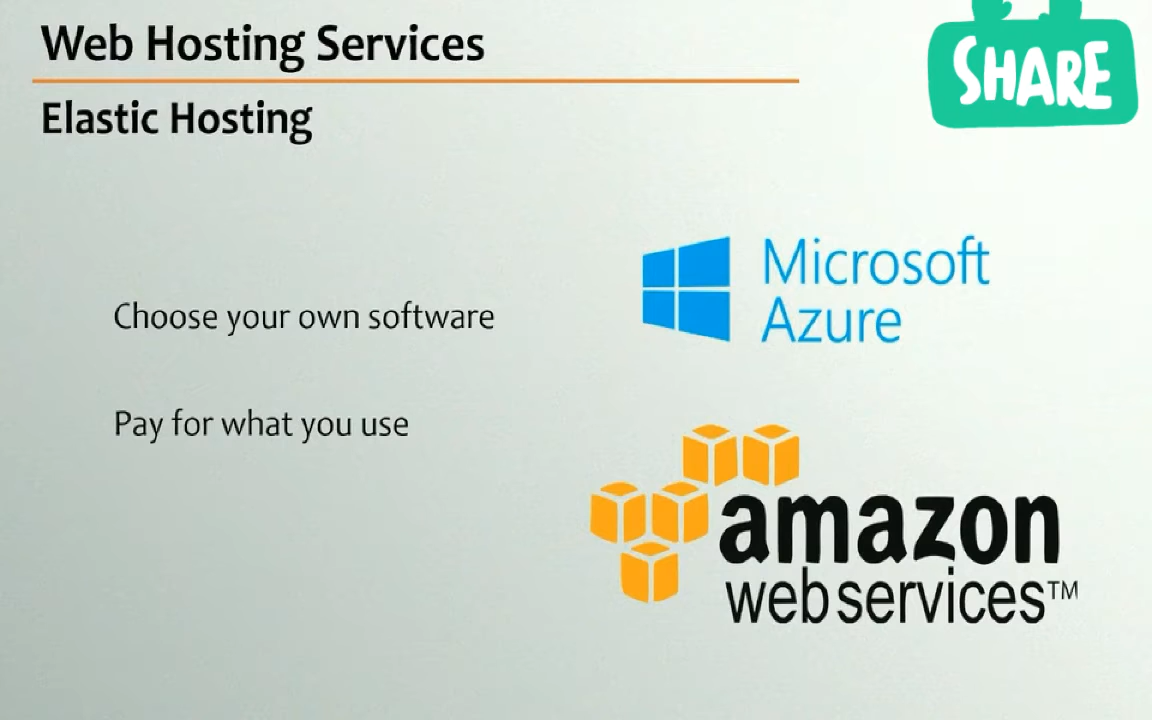 Web Hosting Services
SHARE
Elastic Hosting
Microsoft
Azure
Choose your own software
Pay for what you use
amazon
webservices™